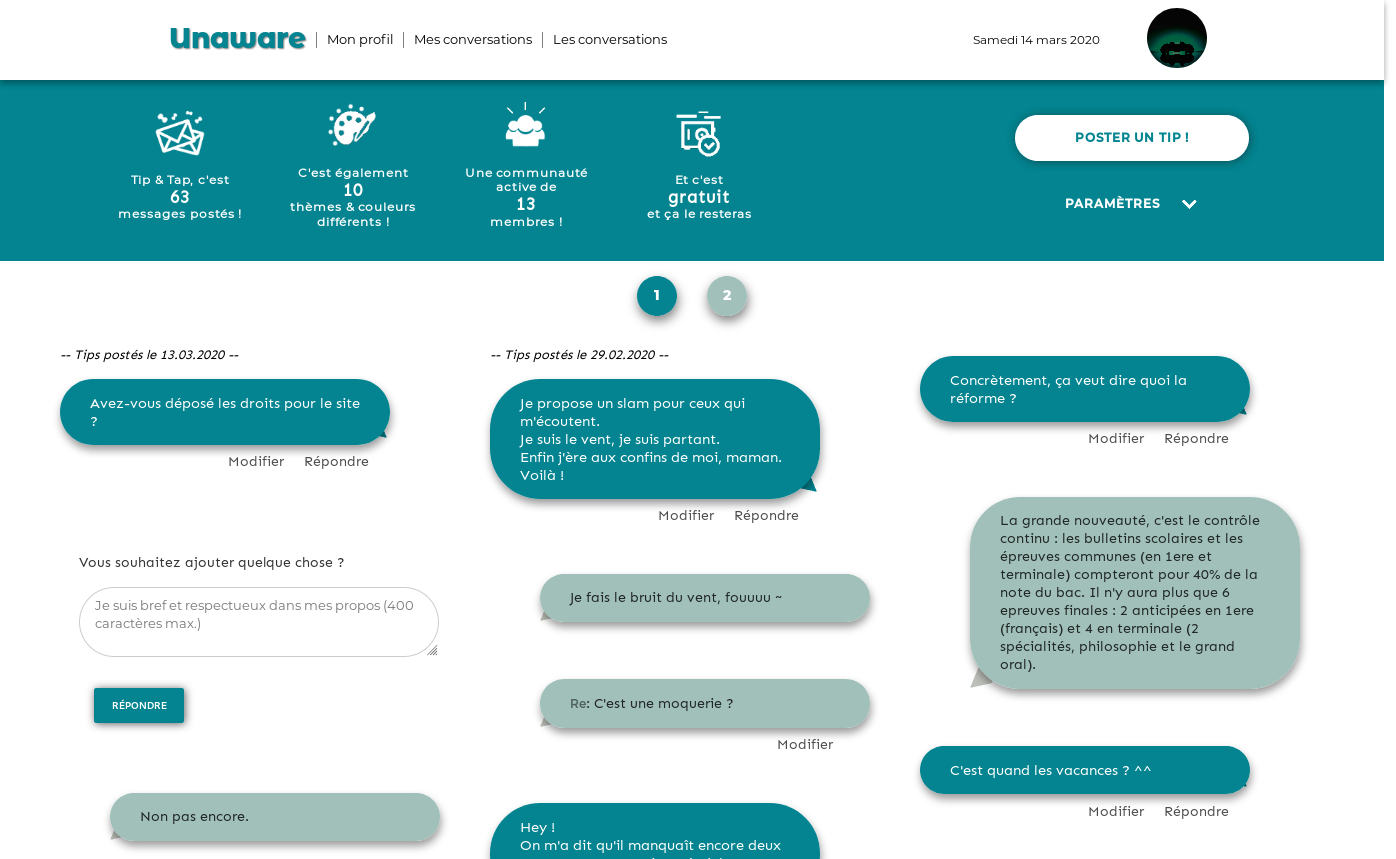 Unaware
Mon profil
Mes conversations
Les conversations
Samedi 14 mars 2020
Tip & Tap, c'est
63
messages postés !
C'est également
10
thèmes & couleurs
différents !
Une communauté
active de
13
membres !
Et c'est
gratuit
et ça le resteras
POSTER UN TIP !
PARAMÈTRES
1
2
-- Tips postés le 13.03.2020 --
Avez-vous déposé les droits pour le site
?
Modifier Répondre
Vous souhaitez ajouter quelque chose ?
Je suis bref et respectueux dans mes propos (400
caractères max.)
RÉPONDRE
Non pas encore.
-- Tips postés le 29.02.2020 --
Je propose un slam pour ceux qui
m'écoutent.
Je suis le vent, je suis partant.
Enfin j'ère aux confins de moi, maman.
Voilà !
Modifier Répondre
Je fais le bruit du vent, fouuuu ~
Re: C'est une moquerie ?
Modifier
Hey !
On m'a dit qu'il manquaît encore deux
Concrètement, ça veut dire quoi la
réforme ?
Modifier Répondre
La grande nouveauté, c'est le contrôle
continu : les bulletins scolaires et les
épreuves communes (en 1ere et
terminale) compteront pour 40% de la
note du bac. Il n'y aura plus que 6
epreuves finales : 2 anticipées en 1ere
(français) et 4 en terminale (2
spécialités, philosophie et le grand
oral).
C'est quand les vacances ? ^^
Modifier Répondre